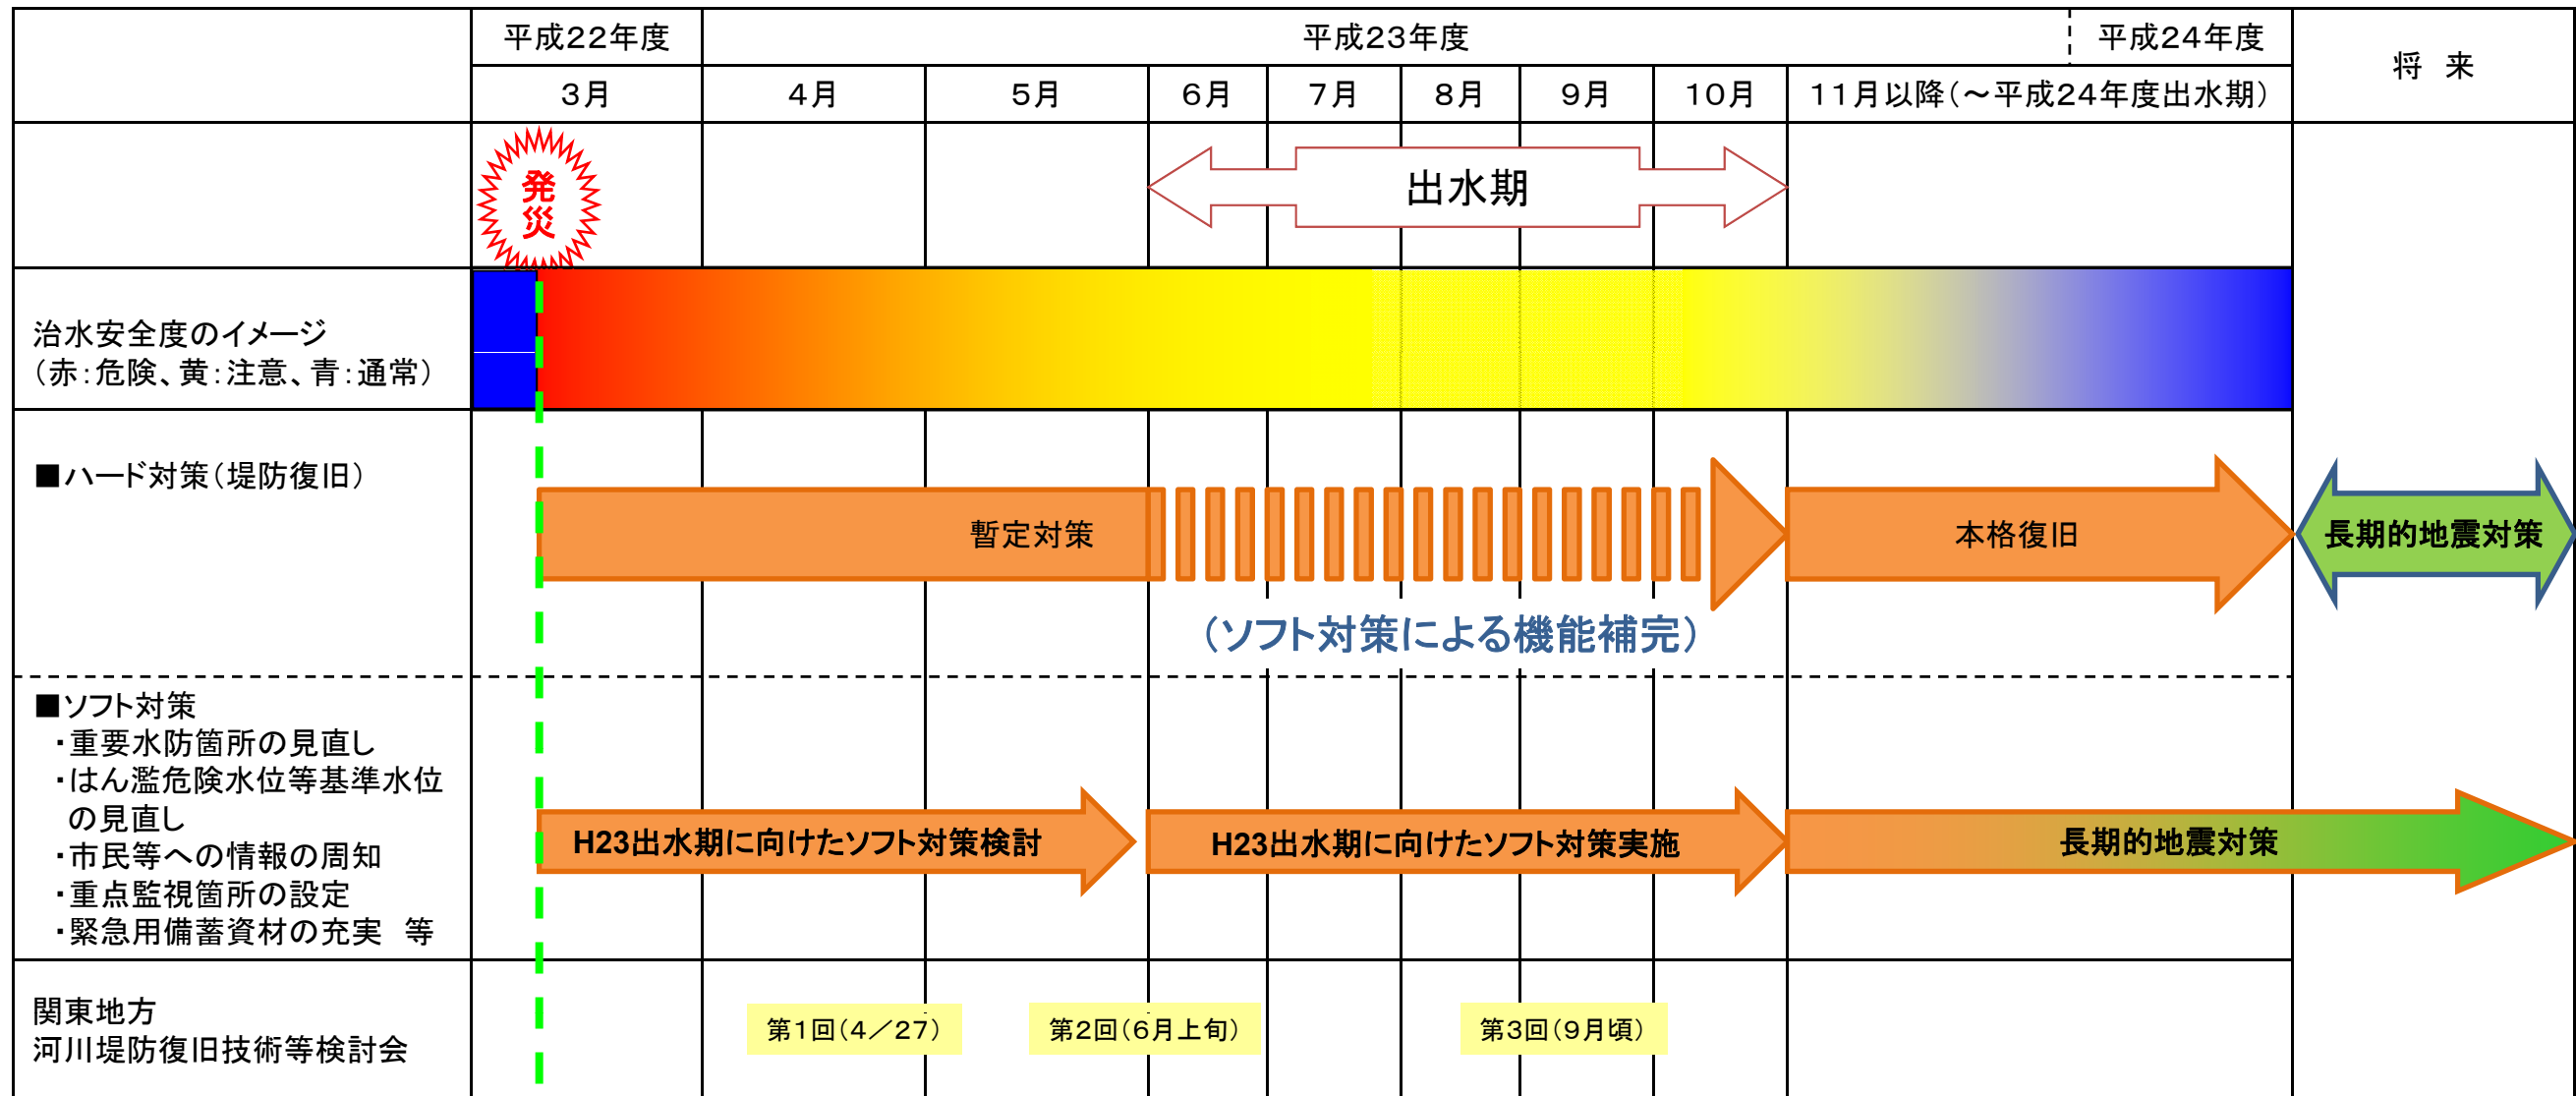 平成22年度
平成23年度
平成24年度
将　来
3月
4月
5月
6月
7月
8月
9月
10月
11月以降（～平成24年度出水期）
発
災
出水期
治水安全度のイメージ
（赤：危険、黄：注意、青：通常）
■ハード対策（堤防復旧）
暫定対策
本格復旧
長期的地震対策
（ソフト対策による機能補完）
■ソフト対策
・重要水防箇所の見直し
・はん濫危険水位等基準水位
の見直し
・市民等への情報の周知
・重点監視箇所の設定
・緊急用備蓄資材の充実　等
H23出水期に向けたソフト対策検討
H23出水期に向けたソフト対策実施
長期的地震対策
関東地方
河川堤防復旧技術等検討会
第1回（4／27）
第2回（6月上旬）
第3回（9月頃）